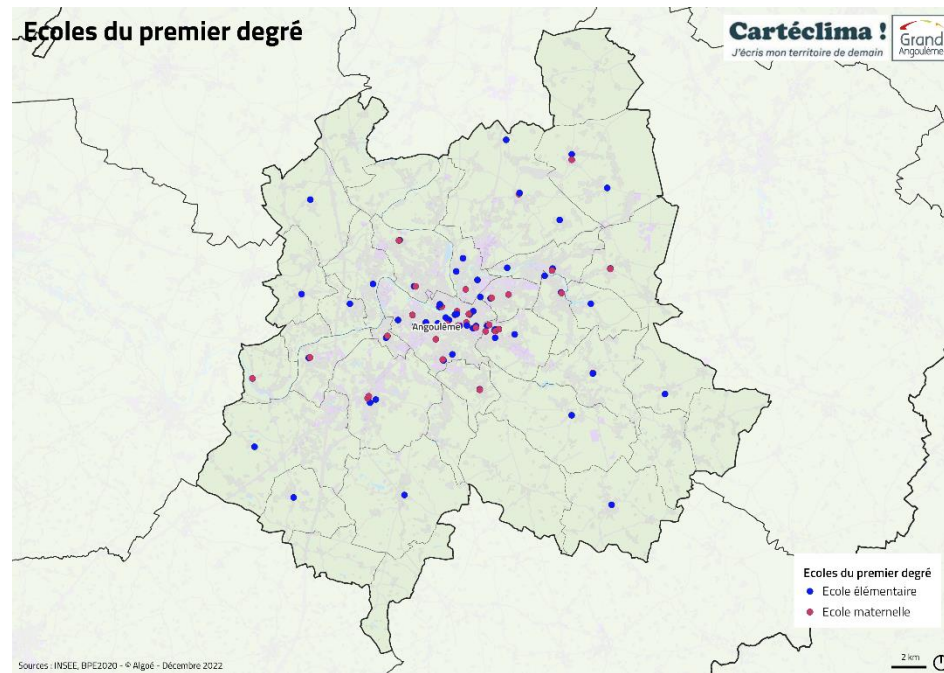 Ecoles du premier degré
Cartéclima !
J'écris mon territoire de demain
Grand
Angoulême
Angoulême
Ecoles du premier degré
Ecole élémentaire
Ecole maternelle
Sources : INSEE, BPE2020 - © Algoé - Décembre 2022
2 km